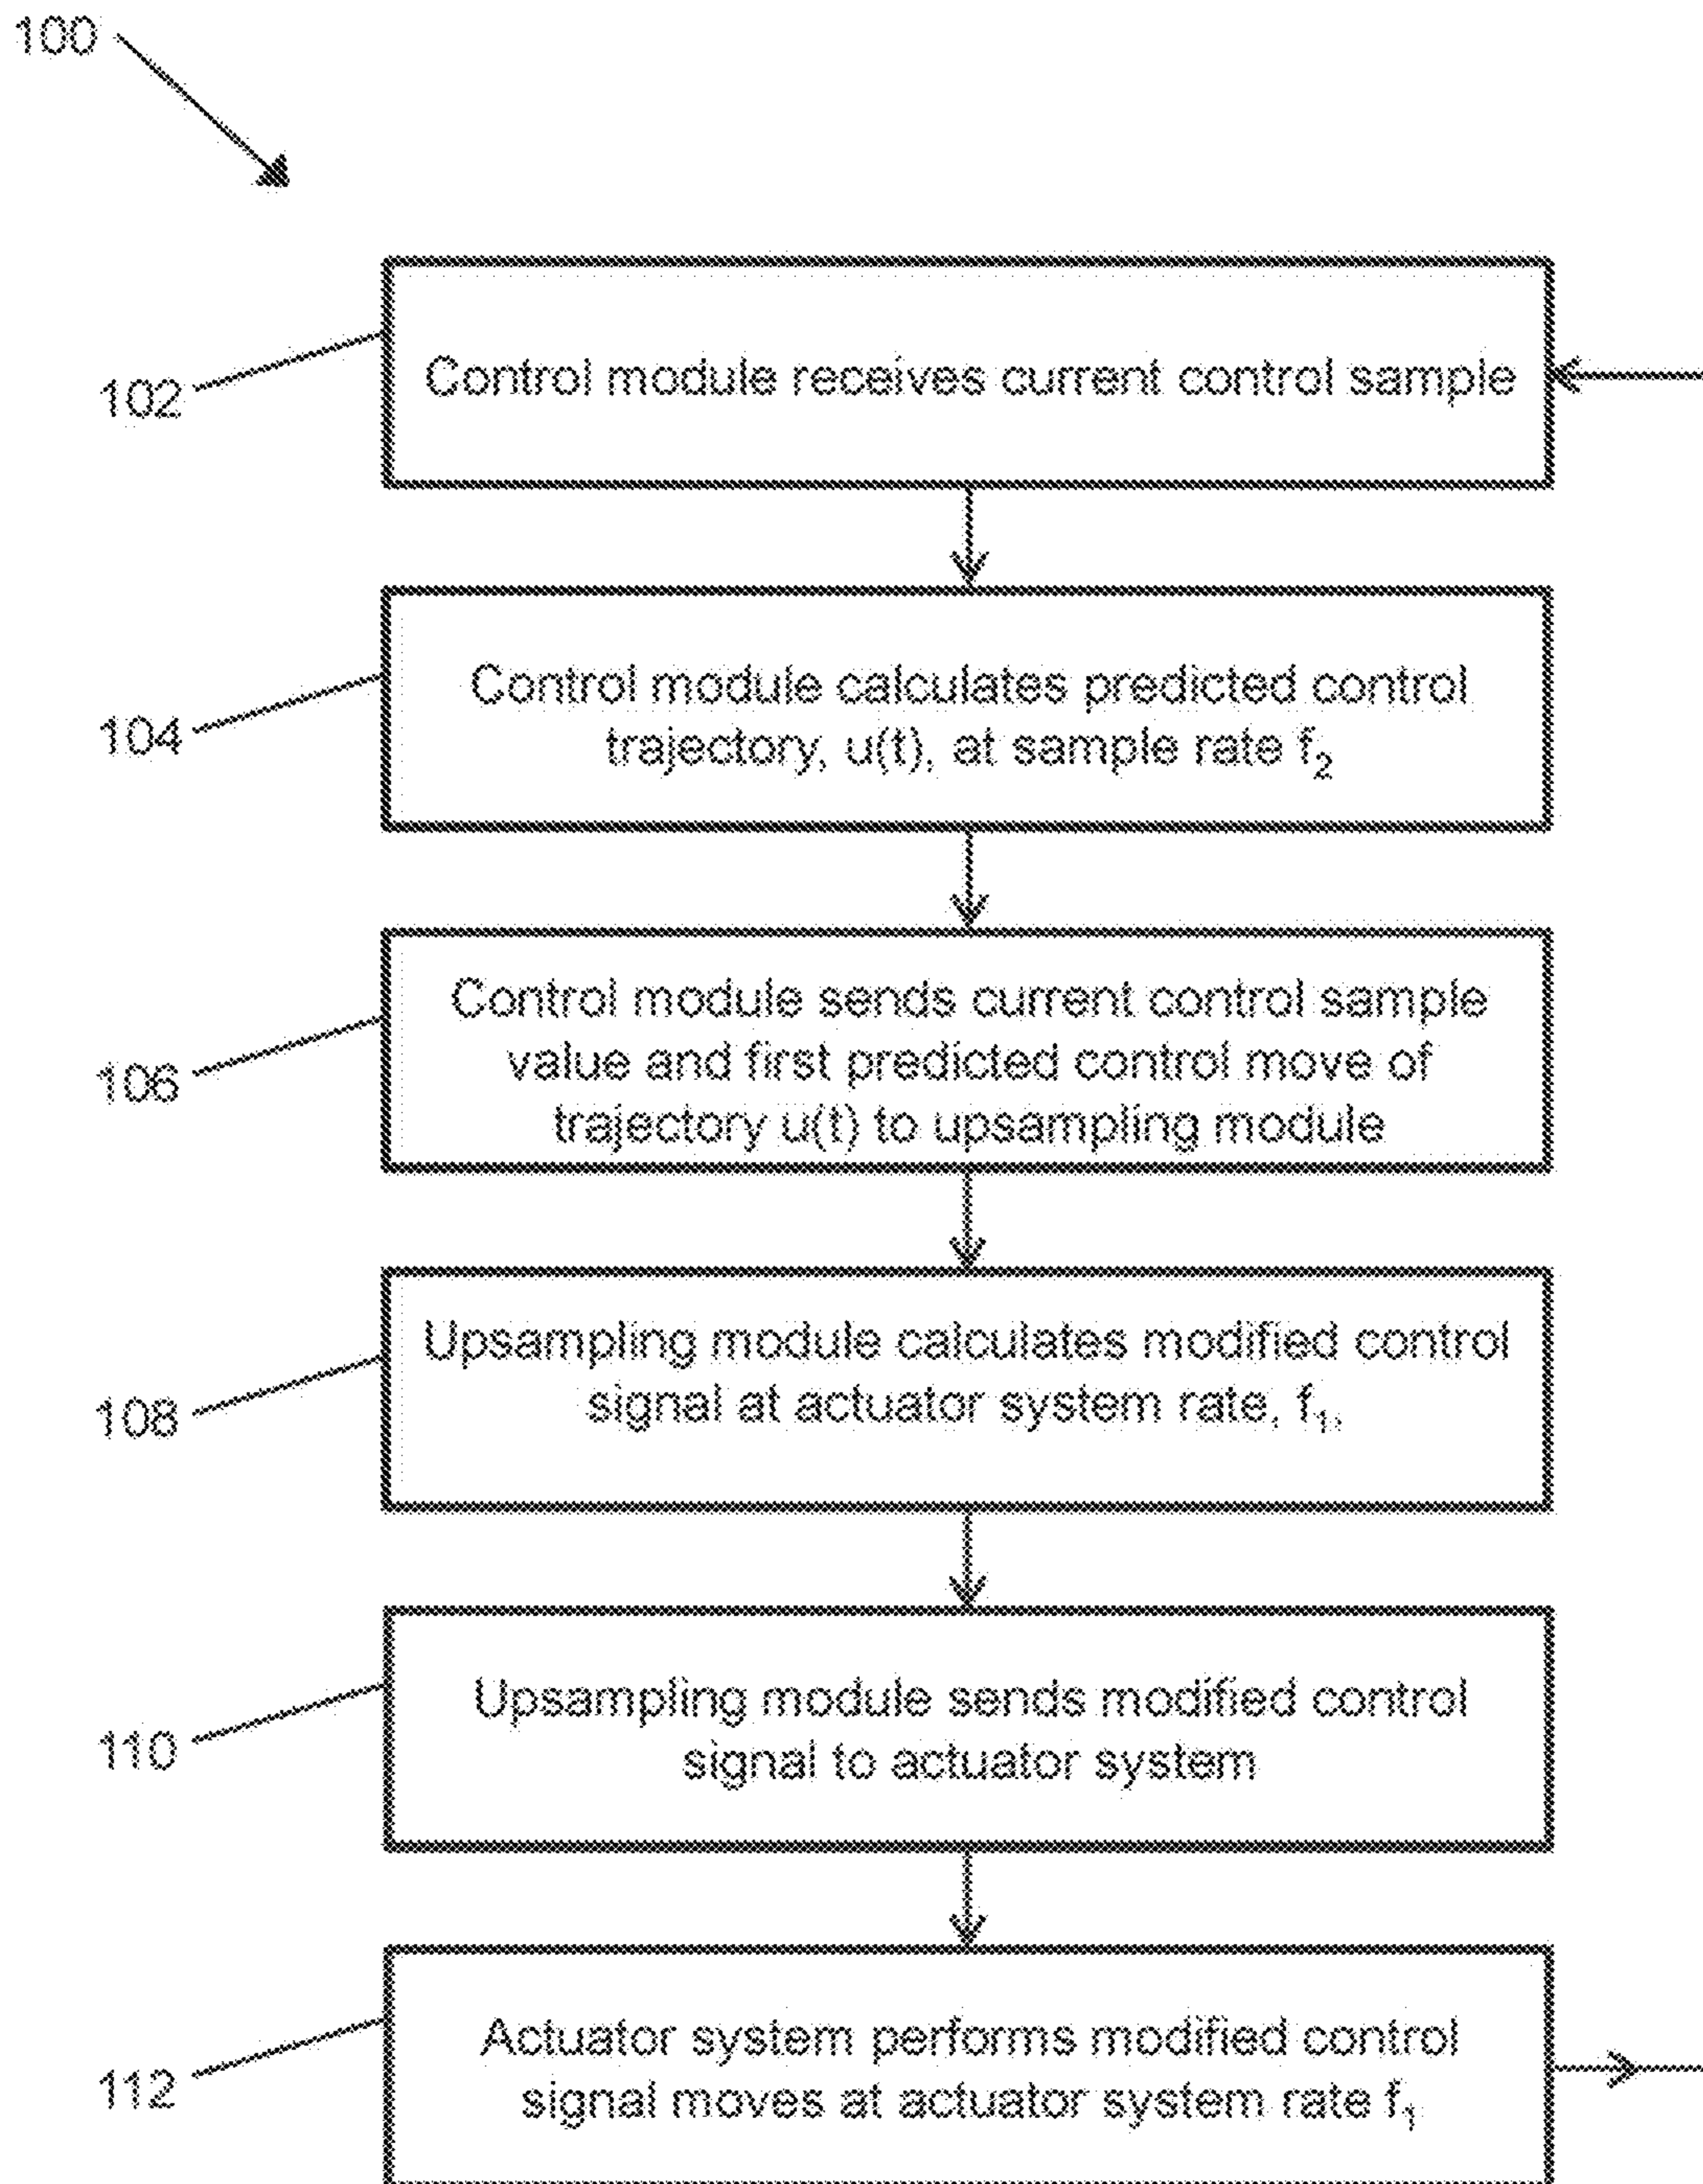 100
102
Control module receives current control sample
104
Control module calculates predicted control
trajectory, u(t), at sample rate f₂
106
Control module sends current control sample
value and first predicted control move of
trajectory u(t) to upsampling module
108
Upsampling module calculates modified control
signal at actuator system rate, f₁,
110
Upsampling module sends modified control
signal to actuator system
112
Actuator system performs modified control
signal moves at actuator system rate f₁